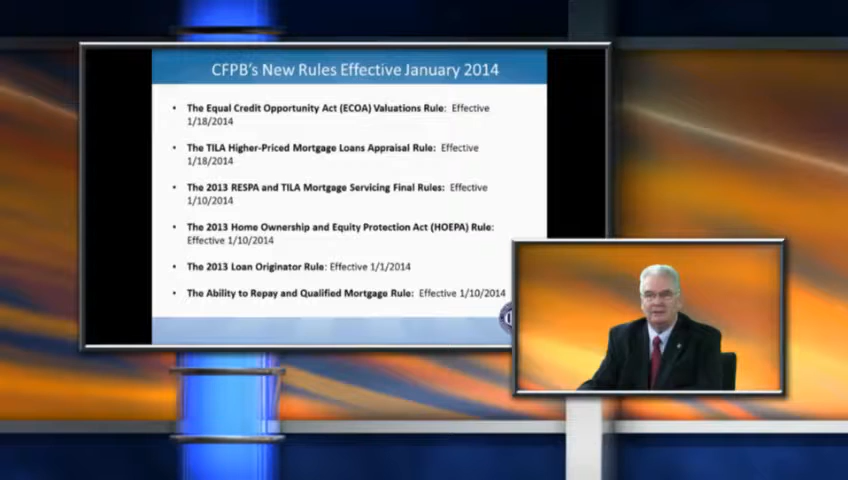 CFPB's New Rules Effective January 2014
• The Equal Credit Opportunity Act (ECOA) Valuations Rule: Effective
1/18/2014
• The TILA Higher-Priced Mortgage Loans Appraisal Rule: Effective
1/18/2014
• The 2013 RESPA and TILA Mortgage Servicing Final Rules: Effective
1/10/2014
• The 2013 Home Ownership and Equity Protection Act (HOEPA) Rule:
Effective 1/10/2014
• The 2013 Loan Originator Rule: Effective 1/1/2014
• The Ability to Repay and Qualified Mortgage Rule: Effective 1/10/2014